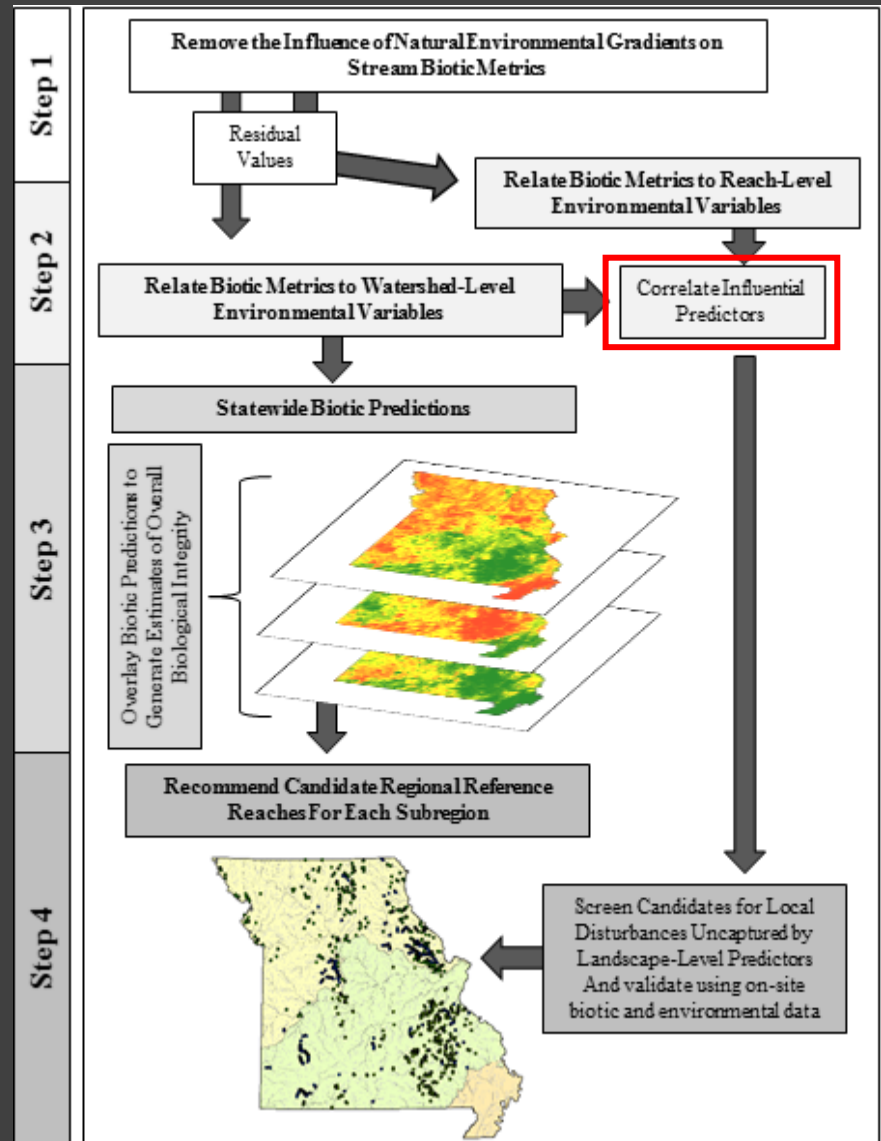 Step 1
Remove the Influence of Natural Environmental Gradients on
Stream Biotic Metrics
Residual
Values
Step 2
Relate Biotic Metrics to Reach-Level
Environmental Variables
Relate Biotic Metrics to Watershed-Level
Environmental Variables
Correlate Influential
Predictors
Step 3
Statewide Biotic Predictions
Overlay Biotic Predictions to
Generate Estimates of Overall
Biological Integrity
Step 4
Recommend Candidate Regional Reference
Reaches For Each Subregion
Screen Candidates for Local
Disturbances Uncaptured by
Landscape-Level Predictors
And validate using on-site
biotic and environmental data